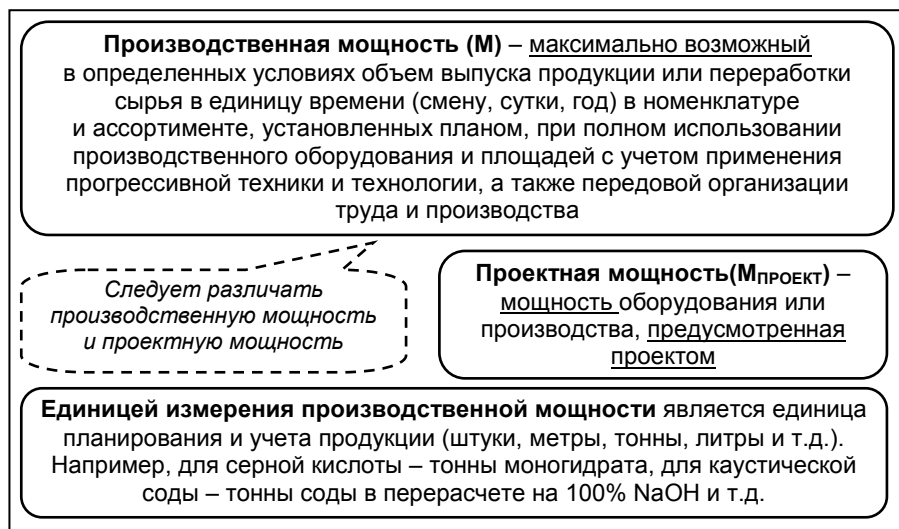 Производственная мощность (М) – максимально возможный
в определенных условиях объем выпуска продукции или переработки
сырья в единицу времени (смену, сутки, год) в номенклатуре
и ассортименте, установленных планом, при полном использовании
производственного оборудования и площадей с учетом применения
прогрессивной техники и технологии, а также передовой организации
труда и производства
Следует различать
производственную мощность
и проектную мощность
Проектная мощность(МПРОЕКТ) –
мощность оборудования или
производства, предусмотренная
проектом
Единицей измерения производственной мощности является единица
планирования и учета продукции (штуки, метры, тонны, литры и т.д.).
Например, для серной кислоты – тонны моногидрата, для каустической
соды – тонны соды в перерасчете на 100% NaOH и т.д.